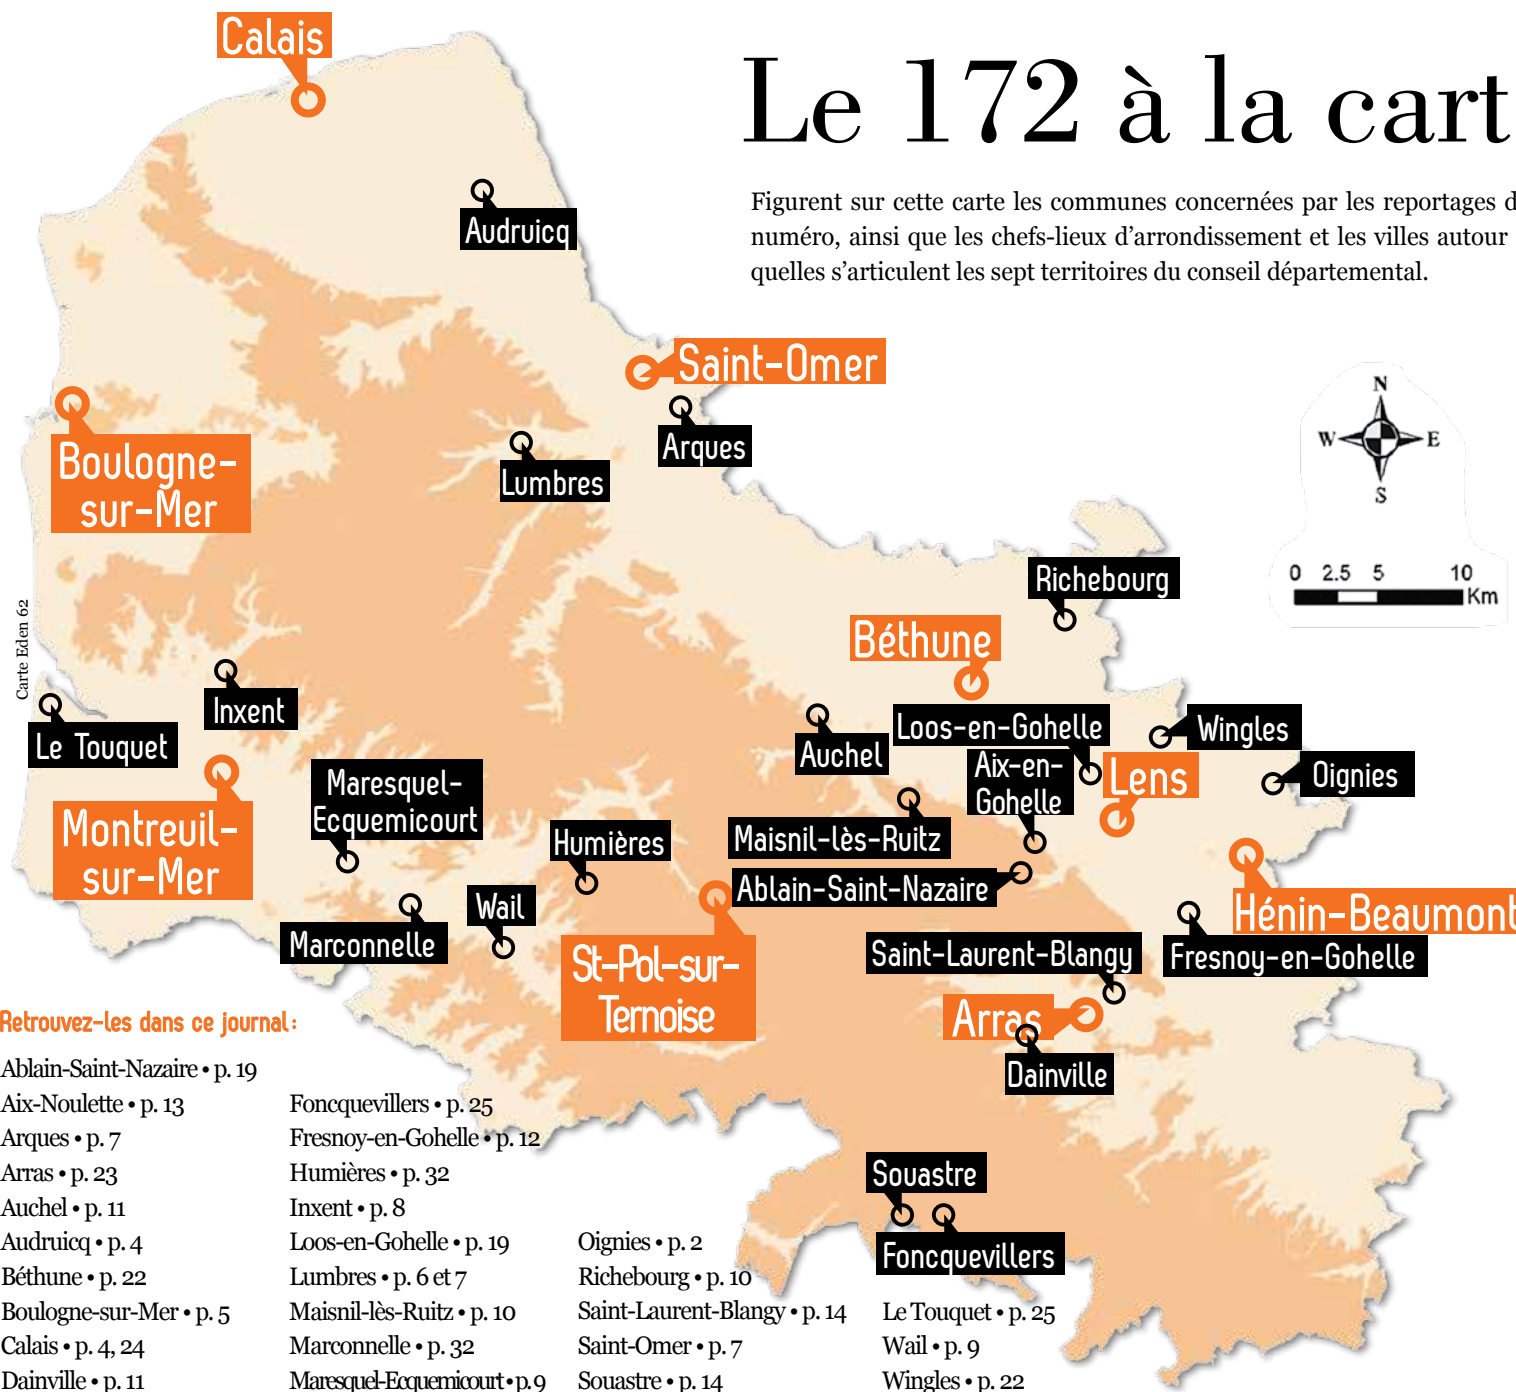 Le 172 à la cart
Figurent sur cette carte les communes concernées par les reportages d
numéro, ainsi que les chefs-lieux d'arrondissement et les villes autour
quelles s'articulent les sept territoires du conseil départemental.
Calais
Audruicq
Saint-Omer
Arques
Boulogne-
sur-Mer
Lumbres
N
W
E
S
0 2.5 5 10
Km
Richebourg
Béthune
Carte Eden 62
Inxent
Le Touquet
Auchel
Loos-en-Gohelle
Wingles
Aix-en-
Gohelle
Lens
Oignies
Maresquel-
Ecquemicourt
Montreuil-
sur-Mer
Humières
Maisnil-lès-Ruitz
Ablain-Saint-Nazaire
Hénin-Beaumont
Wail
Marconnelle
St-Pol-sur-
Ternoise
Saint-Laurent-Blangy
Fresnoy-en-Gohelle
Arras
Dainville
Souastre
Foncquevillers
Retrouvez-les dans ce journal :
Ablain-Saint-Nazaire • p. 19
Aix-Noulette • p. 13
Arques • p. 7
Arras • p. 23
Auchel • p. 11
Audruicq • p. 4
Béthune • p. 22
Boulogne-sur-Mer • p. 5
Calais • p. 4, 24
Dainville • p. 11
Foncquevillers • p. 25
Fresnoy-en-Gohelle • p. 12
Humières • p. 32
Inxent • p. 8
Loos-en-Gohelle • p. 19
Lumbres • p. 6 et 7
Maisnil-lès-Ruitz • p. 10
Marconnelle • p. 32
Maresquel-Ecquemicourt • p. 9
Oignies • p. 2
Richebourg • p. 10
Saint-Laurent-Blangy • p. 14
Saint-Omer • p. 7
Souastre • p. 14
Le Touquet • p. 25
Wail • p. 9
Wingles • p. 22